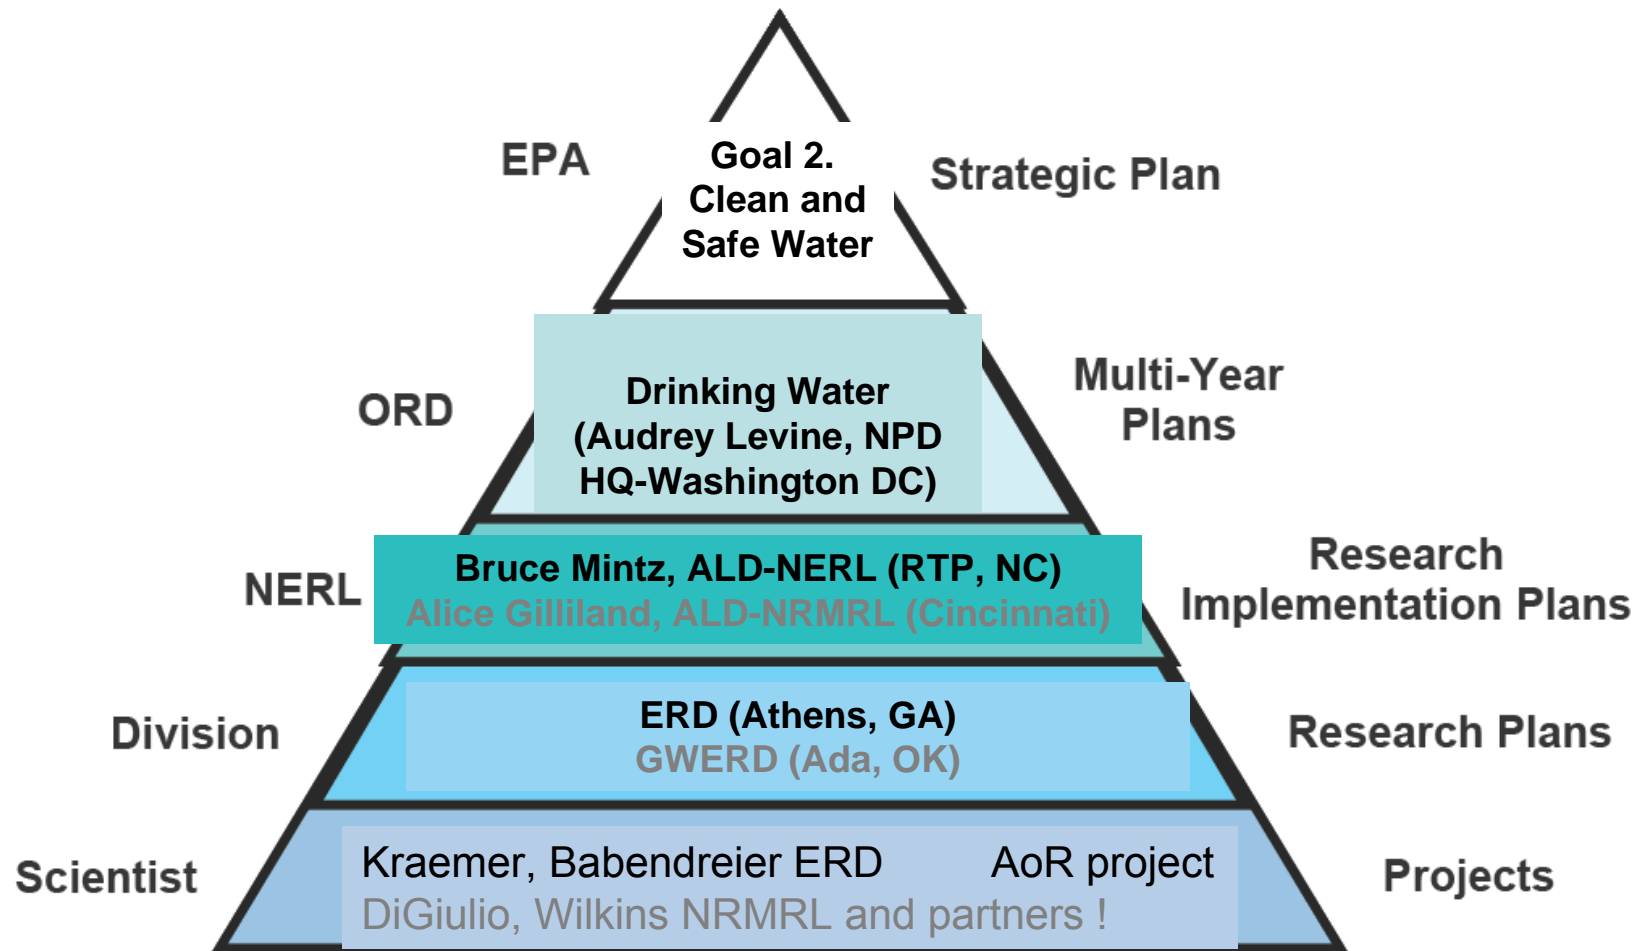 EPA
Goal 2.
Clean and
Safe Water
Strategic Plan
ORD
Drinking Water
(Audrey Levine, NPD
HQ-Washington DC)
Multi-Year
Plans
NERL
Bruce Mintz, ALD-NERL (RTP, NC)
Alice Gilliland, ALD-NRMRL (Cincinnati)
Research
Implementation Plans
Division
ERD (Athens, GA)
GWERD (Ada, OK)
Research Plans
Scientist
Kraemer, Babendreier ERD AoR project
DiGiulio, Wilkins NRMRL and partners !
Projects